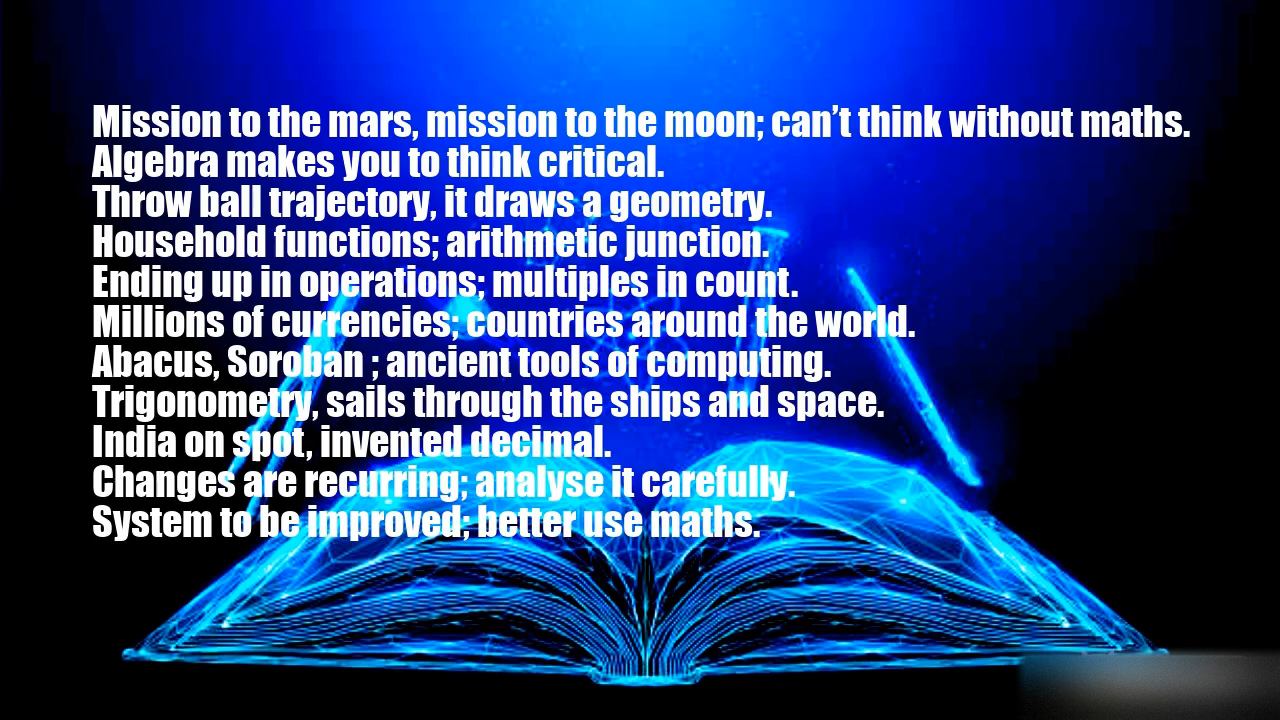 Mission to the mars, mission to the moon; can’t think without maths.
Algebra makes you to think critical.
Throw ball trajectory, it draws a geometry.
Household functions; arithmetic junction.
Ending up in operations; multiples in count.
Millions of currencies; countries around the world.
Abacus, Soroban ; ancient tools of computing.
Trigonometry, sails through the ships and space.
India on spot, invented decimal.
Changes are recurring; analyse it carefully.
System to be improved; better use maths.